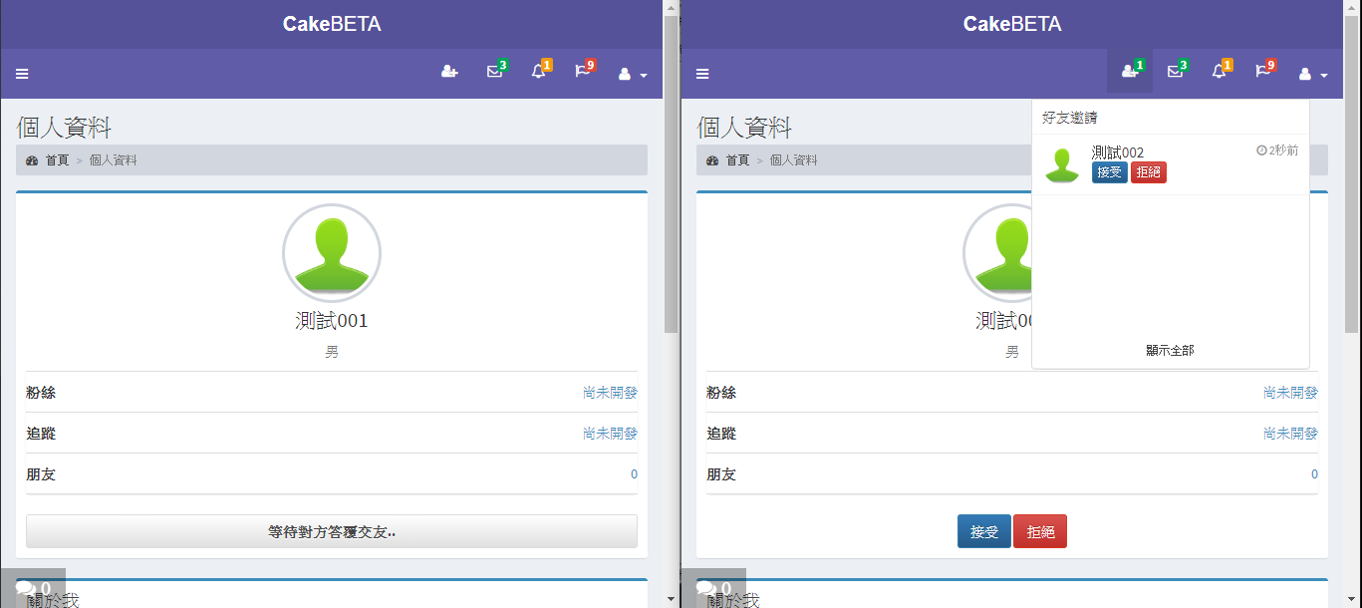 CakeBETA
3 1 9
個人資料
首頁 > 個人資料
測試001
男
粉絲 尚未開發
追蹤 尚未開發
朋友 0
等待對方答覆交友..
0
關於我
CakeBETA
1 3 1 9
個人資料
首頁 > 個人資料
好友邀請
測試002 2秒前
接受 拒絕
顯示全部
測試00
男
粉絲 尚未開發
追蹤 尚未開發
朋友 0
接受 拒絕
0
關於我